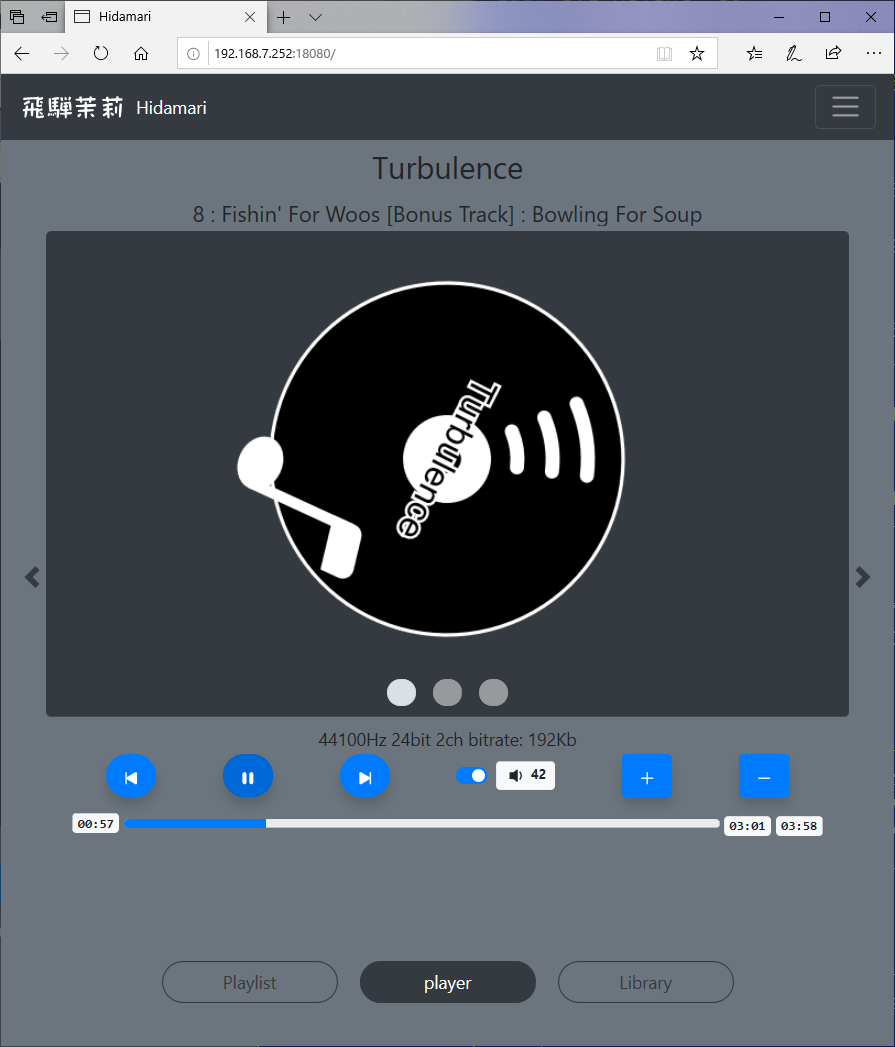 Hidamari
192.168.7.252:18080/
飛騨茉莉 Hidamari
Turbulence
8 : Fishin' For Woos [Bonus Track] : Bowling For Soup
Turbulence
44100Hz 24bit 2ch bitrate: 192Kb
42
00:57 03:01 03:58
Playlist player Library